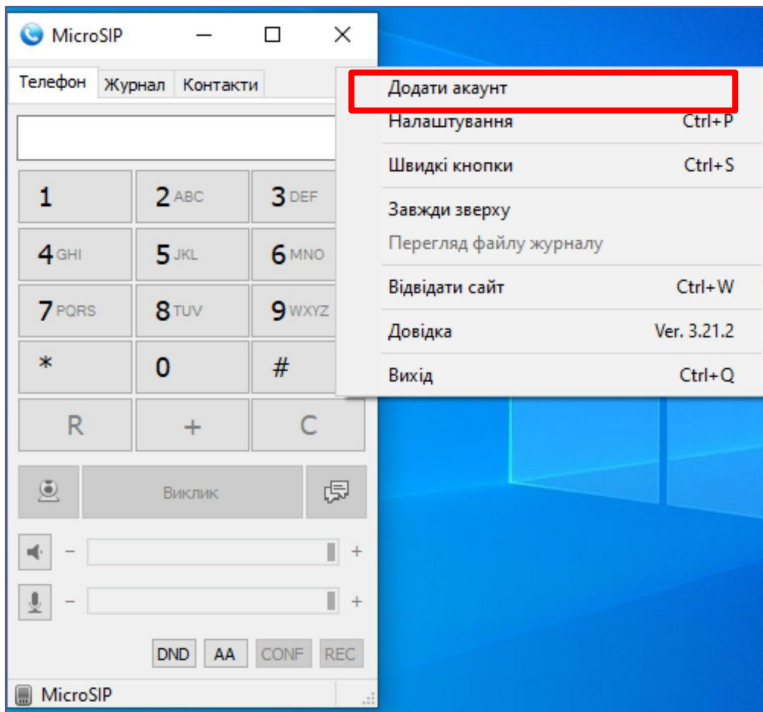 MicroSIP
Телефон Журнал Контакти
Додати акаунт
Налаштування Ctrl+P
Швидкі кнопки Ctrl+S
Завжди зверху
Перегляд файлу журналу
Відвідати сайт Ctrl+W
Довідка Ver. 3.21.2
Вихід Ctrl+Q
1 2 ABC 3 DEF
4 GHI 5 JKL 6 MNO
7 PQRS 8 TUV 9 WXYZ
* 0 #
R + C
Виклик
- +
- +
DND AA CONF REC
MicroSIP